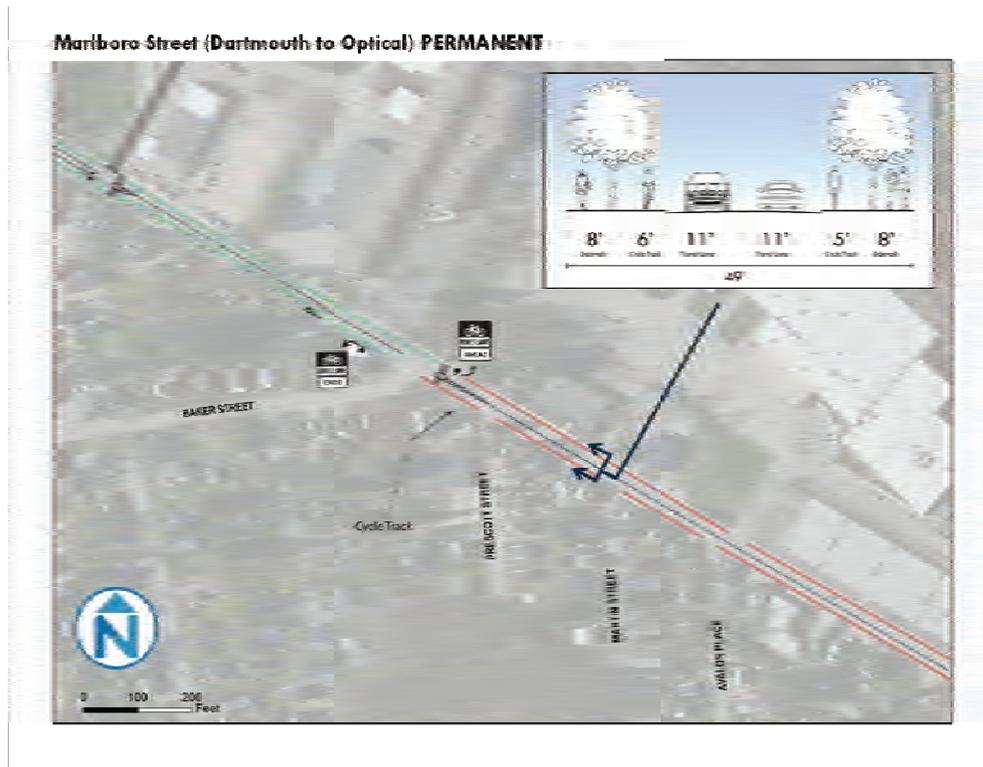 Marlboro Street (Dartmouth to Optical) PERMANENT
8' 6' 11' 11' 5' 8'
49'
BAKER STREET
Cycle Track
PRESCOTT STREET
MARTIN STREET
AVALON PLACE
N
0 100 200
Feet